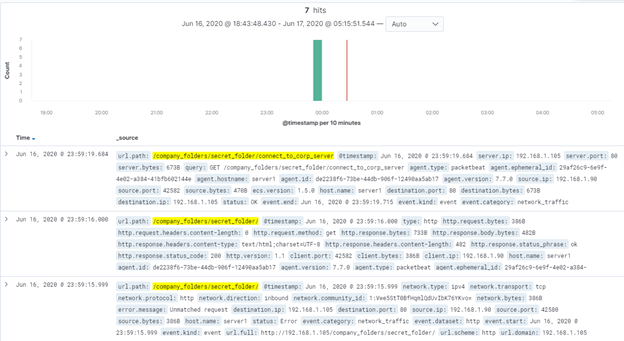 7 hits
Jun 16, 2020 @ 18:43:48.430 - Jun 17, 2020 @ 05:15:51.544 — Auto
Count
7
6
5
4
3
2
1
0
19:00 20:00 21:00 22:00 23:00 00:00 01:00 02:00 03:00 04:00 05:00
@timestamp per 10 minutes
Time _source
Jun 16, 2020 @ 23:59:19.684 url.path: /company_folders/secret_folder/connect_to_corp_server @timestamp: Jun 16, 2020 @ 23:59:19.684 server.ip: 192.168.1.105 server.port: 80
server.bytes: 673B query: GET /company_folders/secret_folder/connect_to_corp_server agent.type: packetbeat agent.ephemeral_id: 29af26c9-6e9f-
4e02-a384-41bfb602144e agent.hostname: server1 agent.id: de2238f6-73be-44db-906f-12490aa5ab17 agent.version: 7.7.0 source.ip: 192.168.1.90
source.port: 42582 source.bytes: 470B ecs.version: 1.5.0 host.name: server1 destination.port: 80 destination.bytes: 673B
destination.ip: 192.168.1.105 status: OK event.end: Jun 16, 2020 @ 23:59:19.715 event.kind: event event.category: network_traffic
Jun 16, 2020 @ 23:59:16.000 url.path: /company_folders/secret_folder/ @timestamp: Jun 16, 2020 @ 23:59:16.000 type: http http.request.bytes: 386B
http.request.headers.content-length: 0 http.request.method: get http.response.bytes: 733B http.response.body.bytes: 482B
http.response.headers.content-type: text/html;charset=UTF-8 http.response.headers.content-length: 482 http.response.status_phrase: ok
http.response.status_code: 200 http.version: 1.1 client.port: 42582 client.bytes: 386B client.ip: 192.168.1.90 host.name: server1
agent.id: de2238f6-73be-44db-906f-12490aa5ab17 agent.version: 7.7.0 agent.type: packetbeat agent.ephemeral_id: 29af26c9-6e9f-4e02-a384-
Jun 16, 2020 @ 23:59:15.999 url.path: /company_folders/secret_folder/ @timestamp: Jun 16, 2020 @ 23:59:15.999 network.type: ipv4 network.transport: tcp
network.protocol: http network.direction: inbound network.community_id: network.bytes: 386B
error.message: Unmatched request destination.ip: 192.168.1.105 destination.port: 80 source.ip: 192.168.1.90 source.port: 42580
source.bytes: 386B host.name: server1 status: Error event.category: network_traffic event.dataset: http event.start: Jun 16, 2020 @
23:59:15.999 event.kind: event url.full: http://192.168.1.105/company_folders/secret_folder/ url.scheme: http url.domain: 192.168.1.105